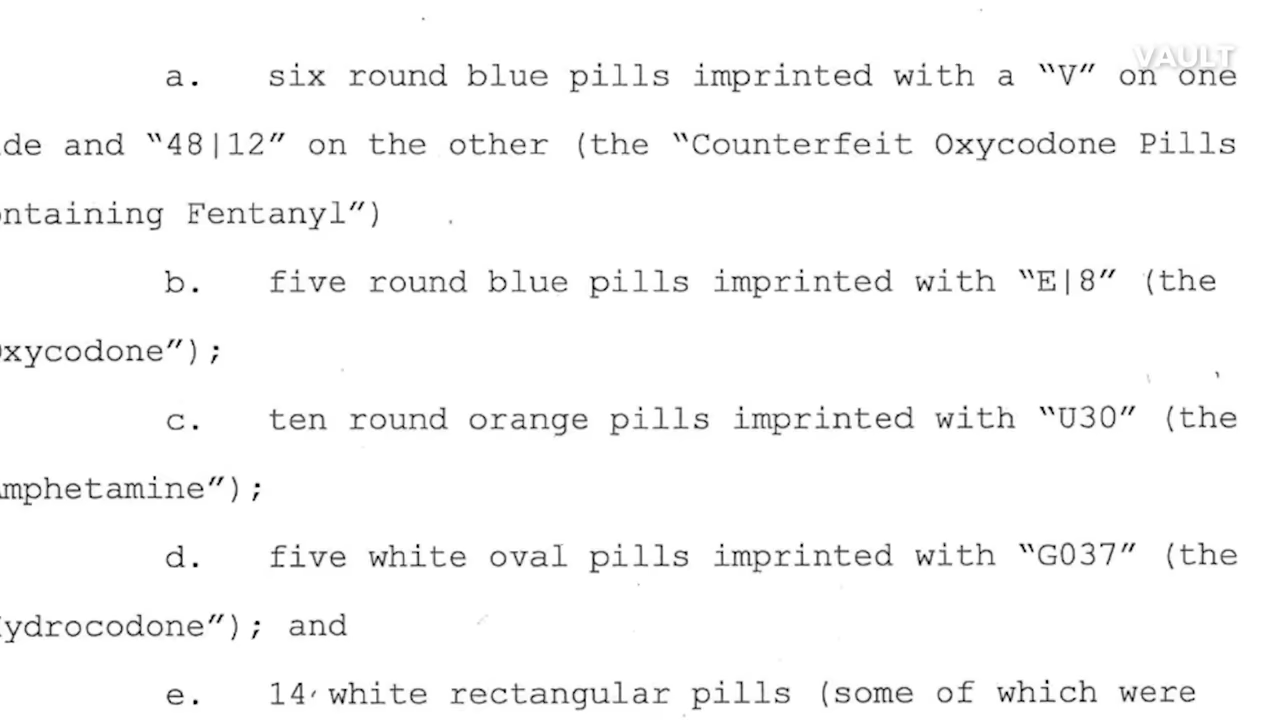 VAULT
a. six round blue pills imprinted with a “V” on one
de and “48|12” on the other (the “Counterfeit Oxycodone Pills
ntaining Fentanyl”)
b. five round blue pills imprinted with “E|8” (the
xycodone”);
c. ten round orange pills imprinted with “U30” (the
mphetamine”);
d. five white oval pills imprinted with “G037” (the
ydrocodone”); and
e. 14 white rectangular pills (some of which were